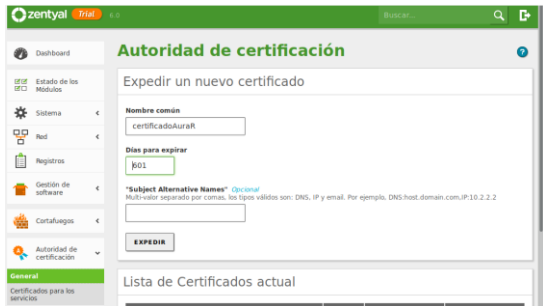 zentyal Trial 6.0
Buscar...
Dashboard
Estado de los
Módulos
Sistema
Red
Registros
Gestión de
software
Cortafuegos
Autoridad de
certificación
General
Certificados para los
servicios
Autoridad de certificación
Expedir un nuevo certificado
Nombre común
certificadoAuraR
Días para expirar
601
"Subject Alternative Names" Opcional
Multi-valor separado por comas, los tipos válidos son: DNS, IP y email. Por ejemplo, DNS:host.domain.com,IP:10.2.2.2
EXPEDIR
Lista de Certificados actual